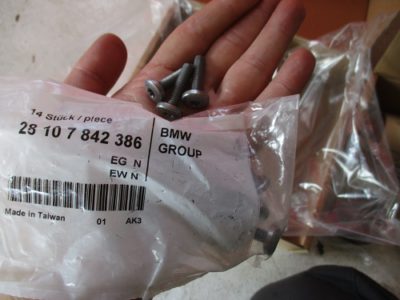 14 Stück / piece
25 10 7 842 386
BMW
GROUP
EG N
EW N
Made in Taiwan 01 AK3